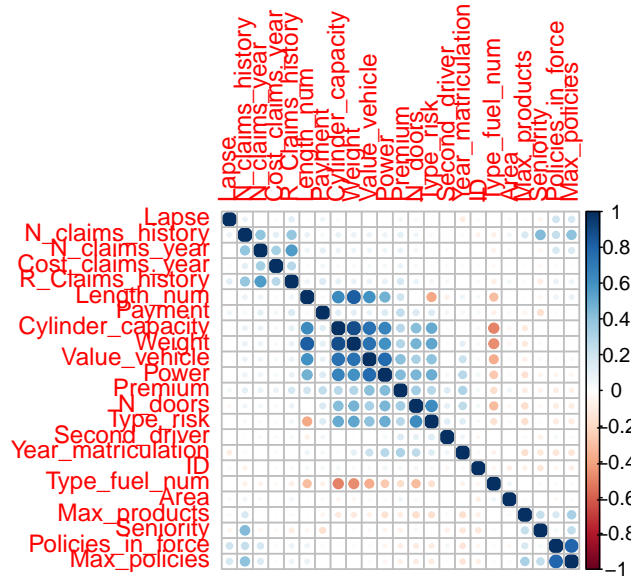 Lapse
N_claims_history
N_claims_year
Cost_claims_year
R_Claims_history
Length_num
Payment
Cylinder_capacity
Weight
Value_vehicle
Power
Premium
N_doors
Type_risk
Second_driver
Year_matriculation
ID
Type_fuel_num
Area
Max_products
Seniority
Policies_in_force
Max_policies
Lapse
N_claims_history
N_claims_year
Cost_claims_year
R_Claims_history
Length_num
Payment
Cylinder_capacity
Weight
Value_vehicle
Power
Premium
N_doors
Type_risk
Second_driver
Year_matriculation
ID
Type_fuel_num
Area
Max_products
Seniority
Policies_in_force
Max_policies
1
0.8
0.6
0.4
0.2
0
-0.2
-0.4
-0.6
-0.8
-1